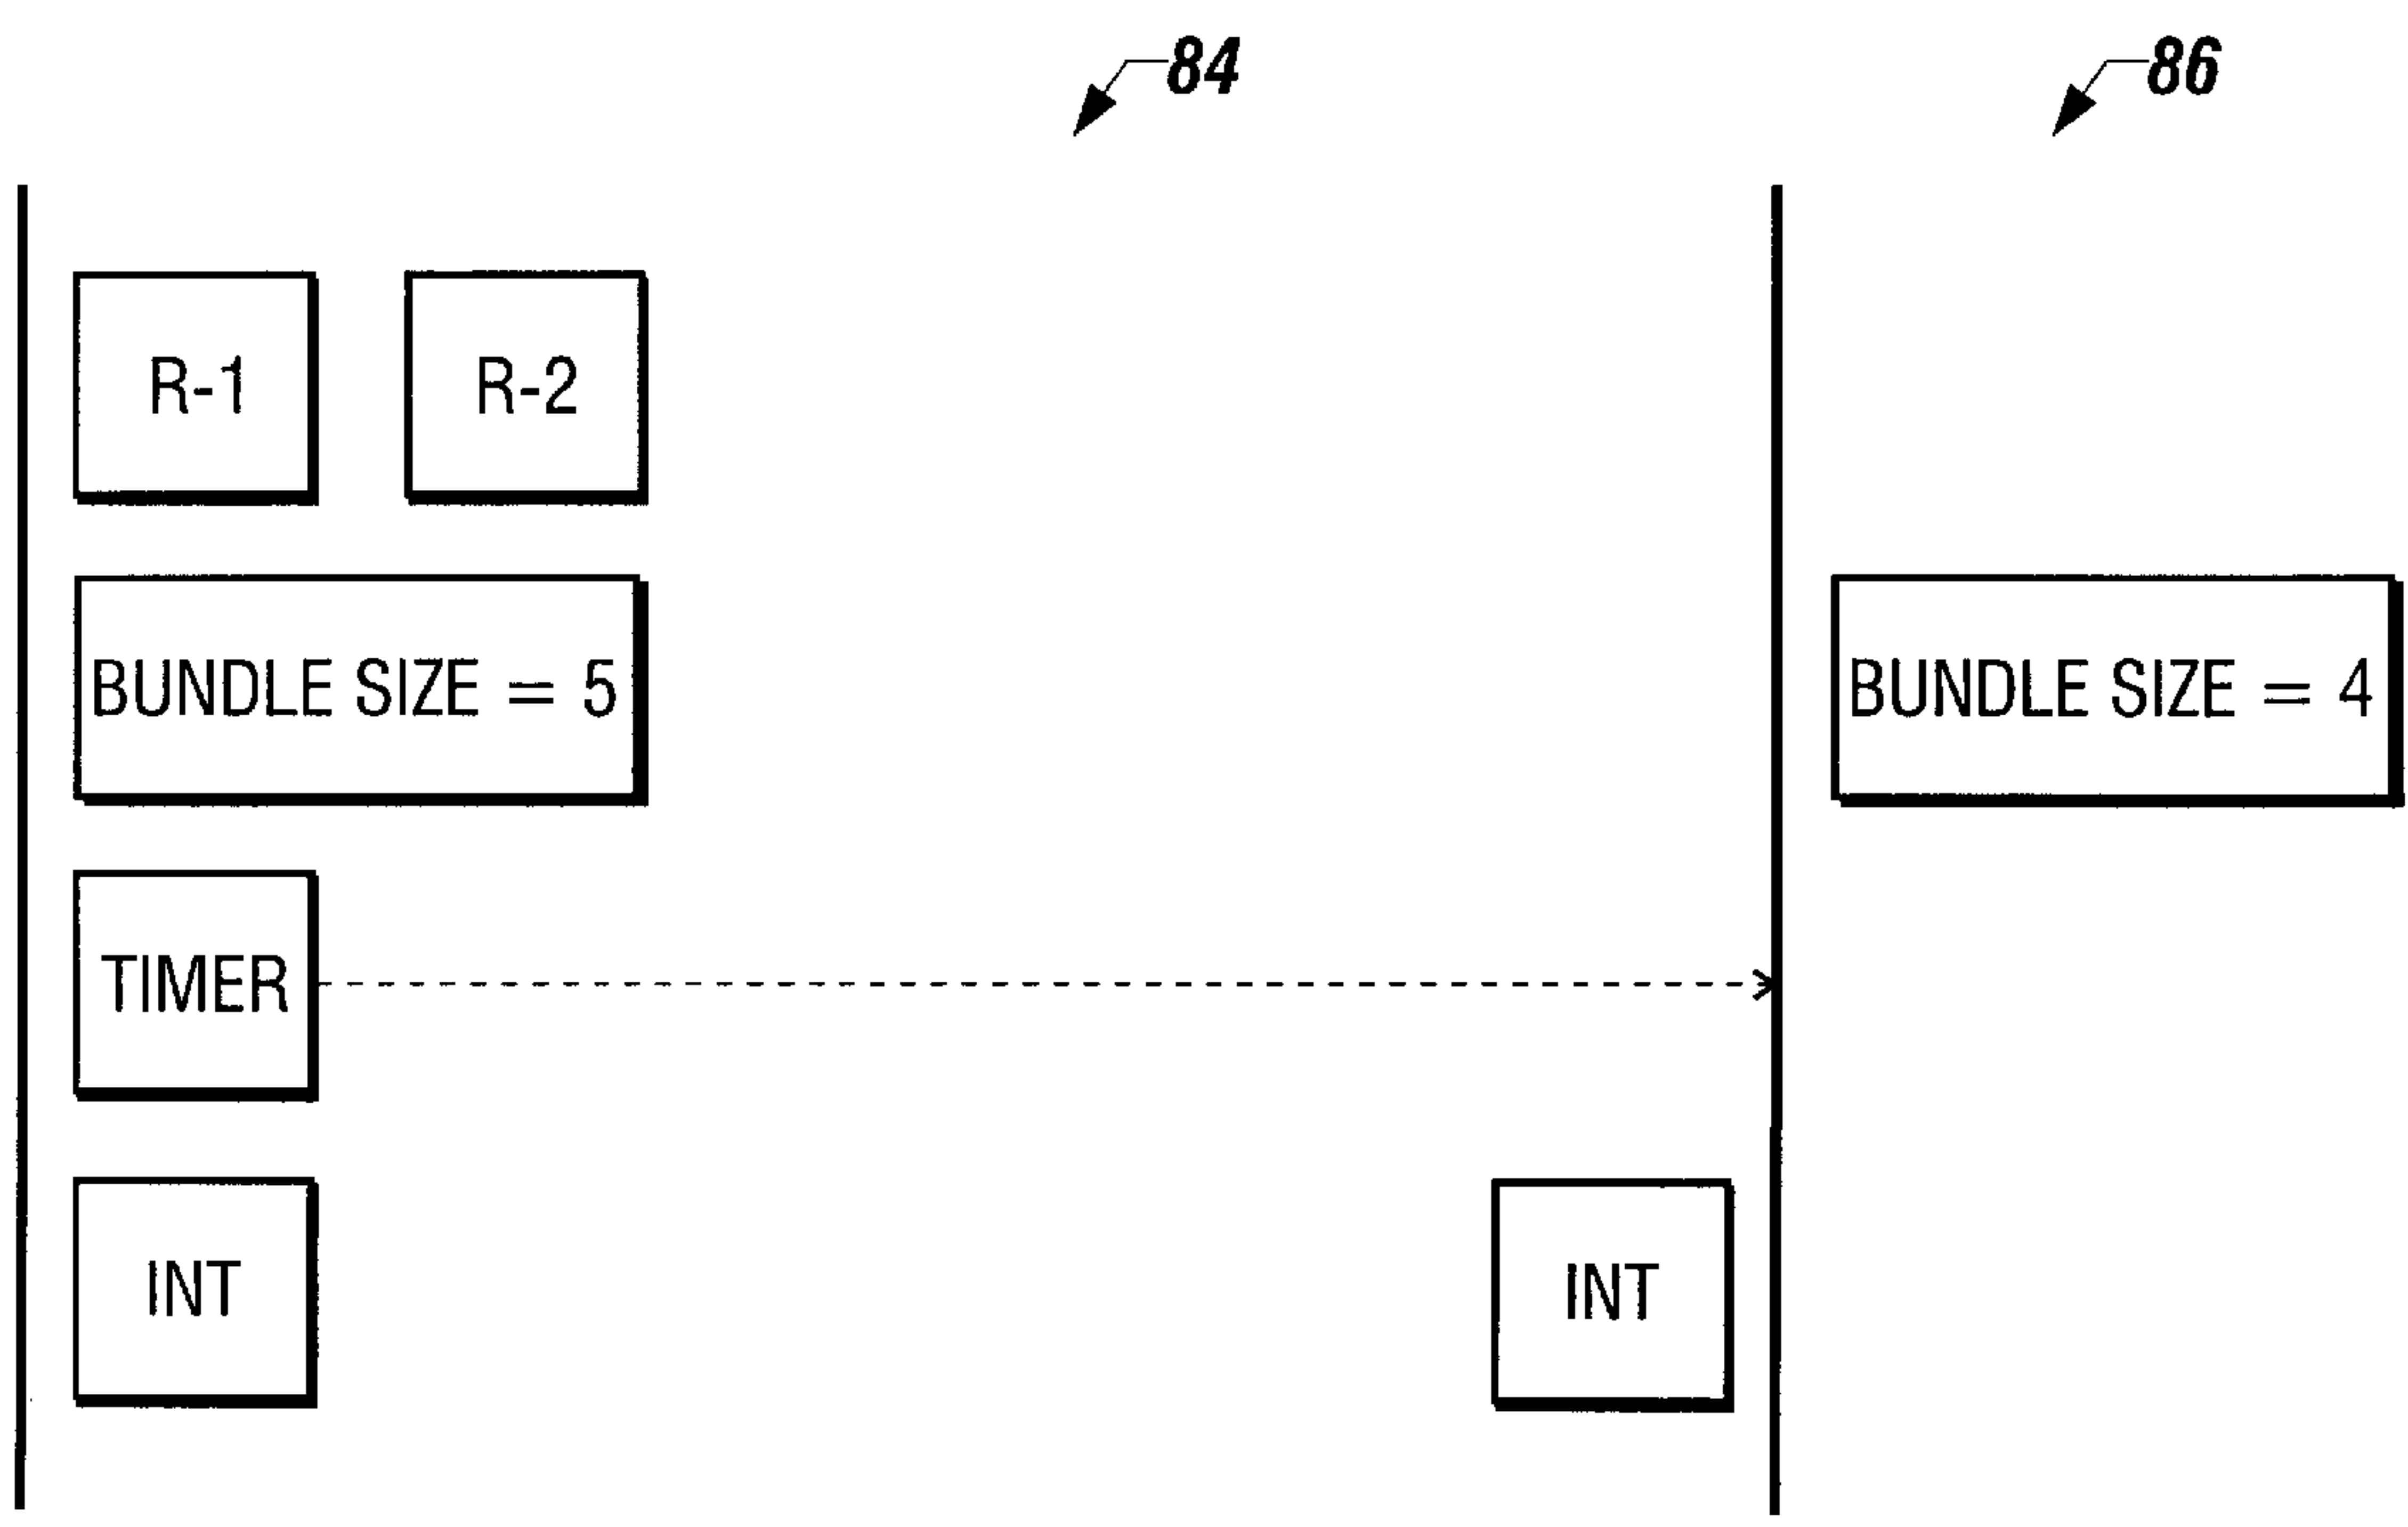 84
86
R-1
R-2
BUNDLE SIZE = 5
BUNDLE SIZE = 4
TIMER
INT
INT